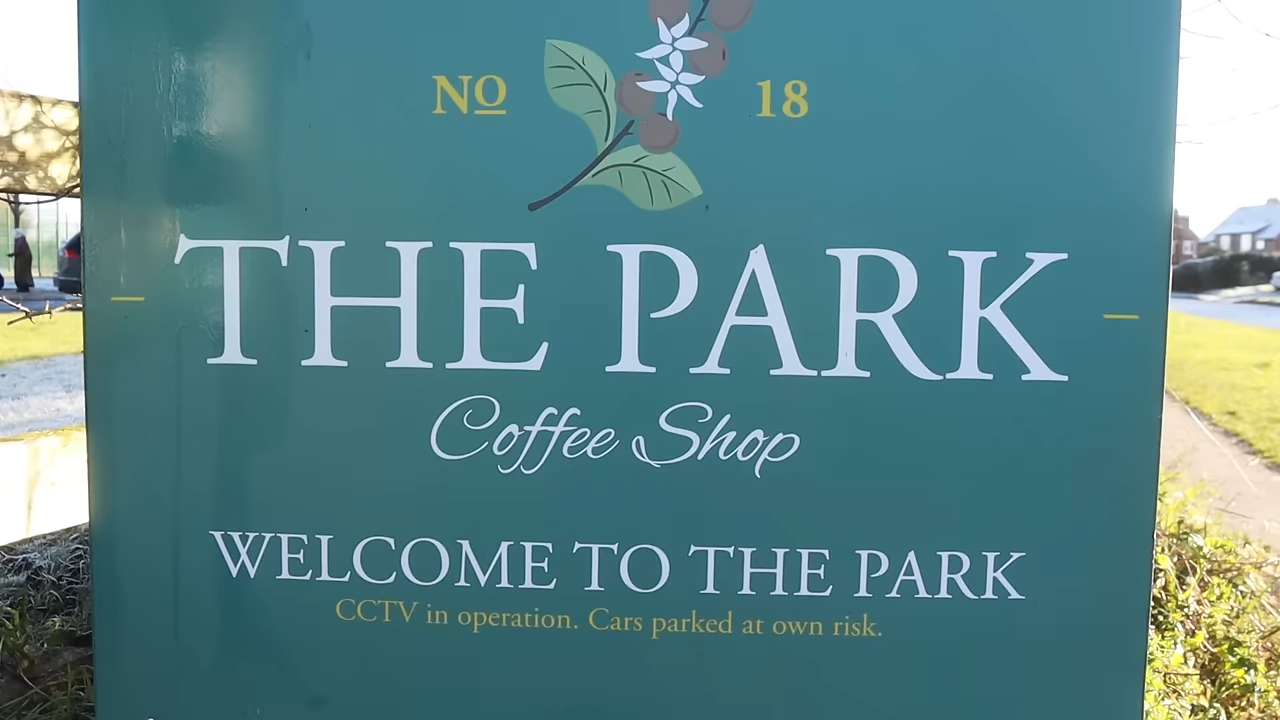 NO 18
THE PARK
Coffee Shop
WELCOME TO THE PARK
CCTV in operation. Cars parked at own risk.